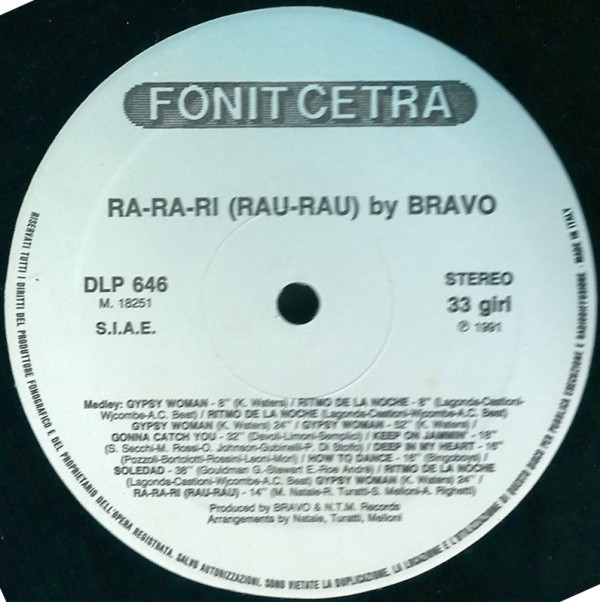 FONIT CETRA
RA-RA-RI (RAU-RAU) by BRAVO
DLP 646
M. 18251
S.I.A.E.
STEREO
33 giri
℗ 1991
Medley: GYPSY WOMAN - 8" (K. Waters) / RITMO DE LA NOCHE - 8" (Lagonda-Castioni-
Wjcombe-A.C. Beat) / RITMO DE LA NOCHE (Lagonda-Castioni-Wjcombe-A.C. Beat)
GYPSY WOMAN (K. Waters) 24" / GYPSY WOMAN - 52" (K. Waters) /
GONNA CATCH YOU - 32" (Davoli-Limoni-Semplici) / KEEP ON JAMMIN' - 16"
(S. Secchi-M. Rossi-O. Johnson-Gubinelli-P. Di Stolfo) / DEEP IN MY HEART - 16"
(Pozzoli-Bortolotti-Rossini-Leoni-Mori) / HOW TO DANCE - 16" (Bingoboys) /
SOLEDAD - 38" (Gouldman G.-Stewart E.-Roe André) / RITMO DE LA NOCHE
(Lagonda-Castioni-Wjcombe-A.C. Beat) GYPSY WOMAN (K. Waters) 24" /
RA-RA-RI (RAU-RAU) - 14" (M. Natale-R. Turatti-S. Melloni-A. Righetti)
Produced by BRAVO & N.T.M. Records
Arrangements by Natale, Turatti, Melloni
RISERVATI TUTTI I DIRITTI DEL PRODUTTORE FONOGRAFICO E DEL PROPRIETARIO DELL'OPERA REGISTRATA. SALVO AUTORIZZAZIONI, SONO VIETATE LA DUPLICAZIONE, LA LOCAZIONE E L'UTILIZZAZIONE DI QUESTO DISCO PER PUBBLICA ESECUZIONE E RADIODIFFUSIONE - MADE IN ITALY